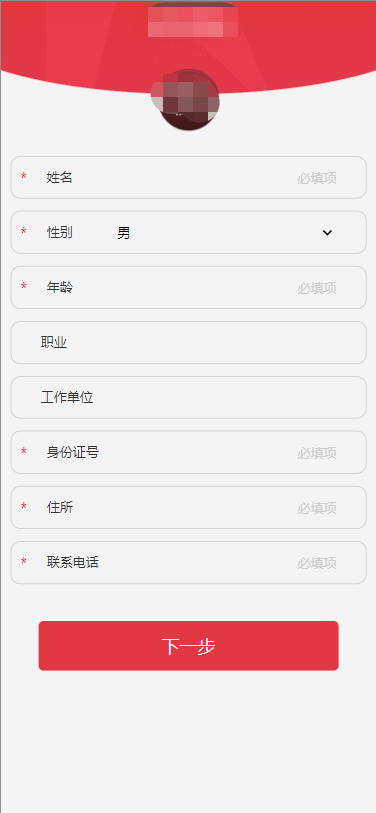 * 姓名 必填项
* 性别 男
* 年龄 必填项
职业
工作单位
* 身份证号 必填项
* 住所 必填项
* 联系电话 必填项
下一步